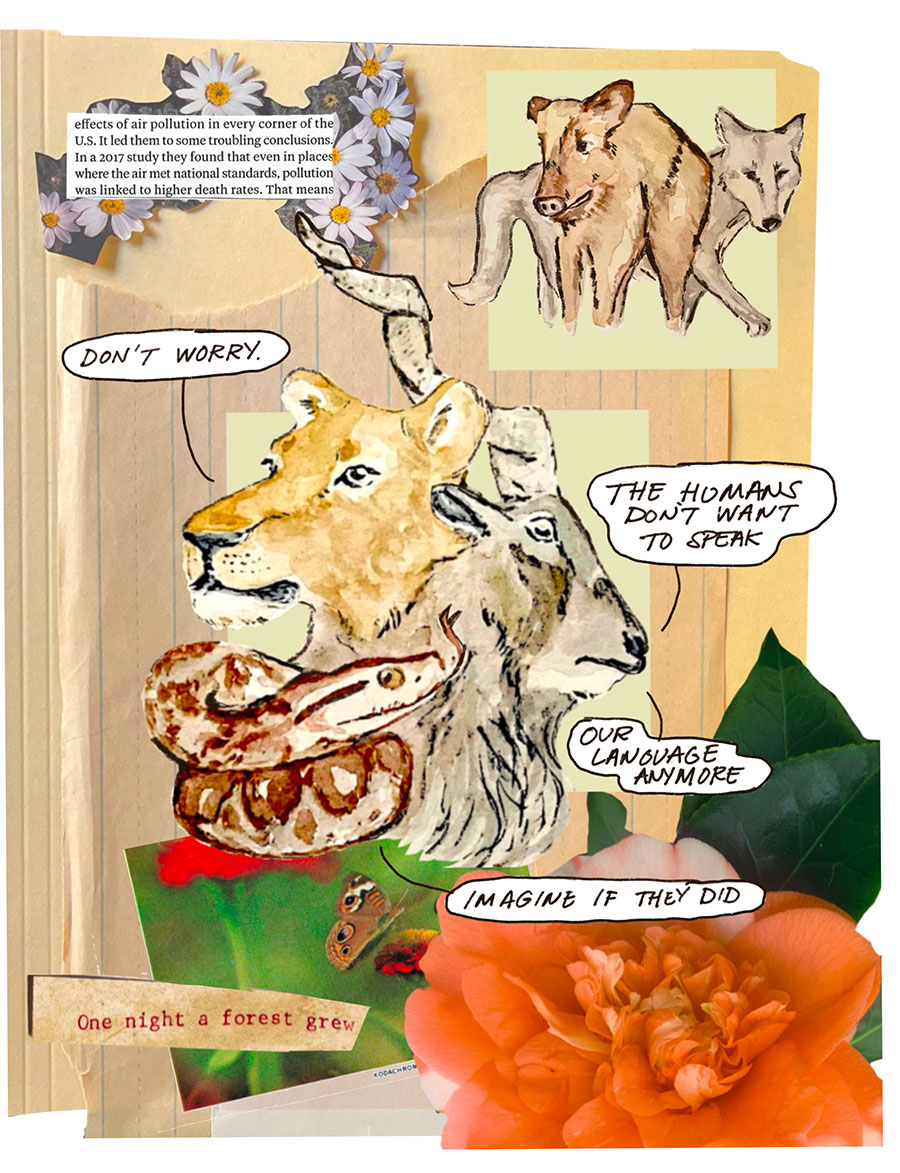 effects of air pollution in every corner of the
U.S. It led them to some troubling conclusions.
In a 2017 study they found that even in places
where the air met national standards, pollution
was linked to higher death rates. That means
DON'T WORRY.
THE HUMANS
DON'T WANT
TO SPEAK
OUR
LANGUAGE
ANYMORE
IMAGINE IF THEY DID
One night a forest grew
KODACHROM